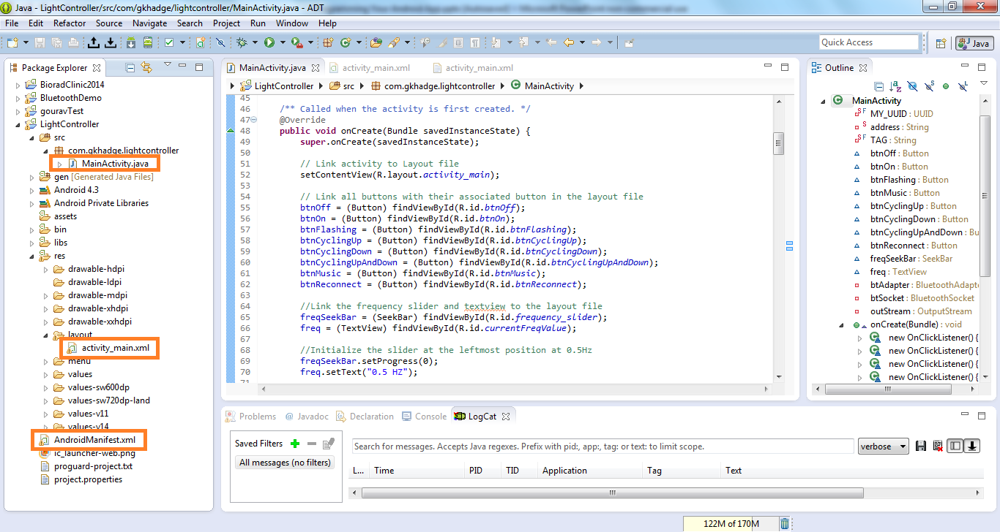 Java - LightController/src/com/gkhadge/lightcontroller/MainActivity.java - ADT
File Edit Refactor Source Navigate Search Project Run Window Help
Quick Access
Java
Package Explorer
BioradClinic2014
BluetoothDemo
gouravTest
LightController
src
com.gkhadge.lightcontroller
MainActivity.java
gen [Generated Java Files]
Android 4.3
Android Private Libraries
assets
bin
libs
res
drawable-hdpi
drawable-ldpi
drawable-mdpi
drawable-xhdpi
drawable-xxhdpi
layout
activity_main.xml
menu
values
values-sw600dp
values-sw720dp-land
values-v11
values-v14
AndroidManifest.xml
ic_launcher-web.png
proguard-project.txt
project.properties
MainActivity.java activity_main.xml activity_main.xml
LightController src com.gkhadge.lightcontroller MainActivity
45
46 /** Called when the activity is first created. */
47 @Override
48 public void onCreate(Bundle savedInstanceState) {
49 super.onCreate(savedInstanceState);
50
51 // Link activity to Layout file
52 setContentView(R.layout.activity_main);
53
54 // Link all buttons with their associated button in the layout file
55 btnOff = (Button) findViewById(R.id.btnOff);
56 btnOn = (Button) findViewById(R.id.btnOn);
57 btnFlashing = (Button) findViewById(R.id.btnFlashing);
58 btnCyclingUp = (Button) findViewById(R.id.btnCyclingUp);
59 btnCyclingDown = (Button) findViewById(R.id.btnCyclingDown);
60 btnCyclingUpAndDown = (Button) findViewById(R.id.btnCyclingUpAndDown);
61 btnMusic = (Button) findViewById(R.id.btnMusic);
62 btnReconnect = (Button) findViewById(R.id.btnReconnect);
63
64 //Link the frequency slider and textview to the layout file
65 freqSeekBar = (SeekBar) findViewById(R.id.frequency_slider);
66 freq = (TextView) findViewById(R.id.currentFreqValue);
67
68 //Initialize the slider at the leftmost position at 0.5Hz
69 freqSeekBar.setProgress(0);
70 freq.setText("0.5 HZ");
71
Outline
MainActivity
MY_UUID : UUID
address : String
TAG : String
btnOff : Button
btnOn : Button
btnFlashing : Button
btnMusic : Button
btnCyclingUp : Button
btnCyclingDown : Button
btnCyclingUpAndDown : Bu
btnReconnect : Button
freqSeekBar : SeekBar
freq : TextView
btAdapter : BluetoothAdapte
btSocket : BluetoothSocket
outStream : OutputStream
onCreate(Bundle) : void
new OnClickListener() {
new OnClickListener() {
new OnClickListener() {
new OnClickListener() {
Problems Javadoc Declaration Console LogCat
Saved Filters
All messages (no filters)
Search for messages. Accepts Java regexes. Prefix with pid:, app:, tag: or text: to limit scope.
verbose
L... Time PID TID Application Tag Text
122M of 170M